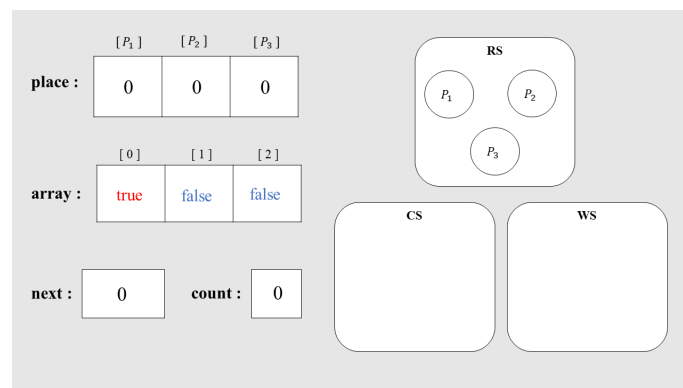 [ P₁ ] [ P₂ ] [ P₃ ]
place : 0 0 0
[ 0 ] [ 1 ] [ 2 ]
array : true false false
next : 0 count : 0
RS
P₁ P₂
P₃
CS WS